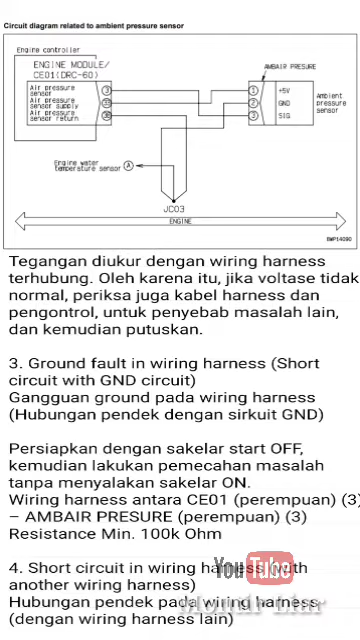 Circuit diagram related to ambient pressure sensor
Engine controller
ENGINE MODULE/
CE01(DRC-60)
AMBAIR PRESURE
Air pressure
sensor
Air pressure
sensor supply
Air pressure
sensor return
3
1
2
3
+5V
GND
SIG
Ambient
pressure
sensor
Engine water
temperature sensor
A
JC03
ENGINE
Tegangan diukur dengan wiring harness
terhubung. Oleh karena itu, jika voltase tidak
normal, periksa juga kabel harness dan
pengontrol, untuk penyebab masalah lain,
dan kemudian putuskan.
3. Ground fault in wiring harness (Short
circuit with GND circuit)
Gangguan ground pada wiring harness
(Hubungan pendek dengan sirkuit GND)
Persiapkan dengan sakelar start OFF,
kemudian lakukan pemecahan masalah
tanpa menyalakan sakelar ON.
Wiring harness antara CE01 (perempuan) (3)
– AMBAIR PRESURE (perempuan) (3)
Resistance Min. 100k Ohm
4. Short circuit in wiring harness (with
another wiring harness)
YouTube
Hubungan pendek pada wiring harness
(dengan wiring harness lain)